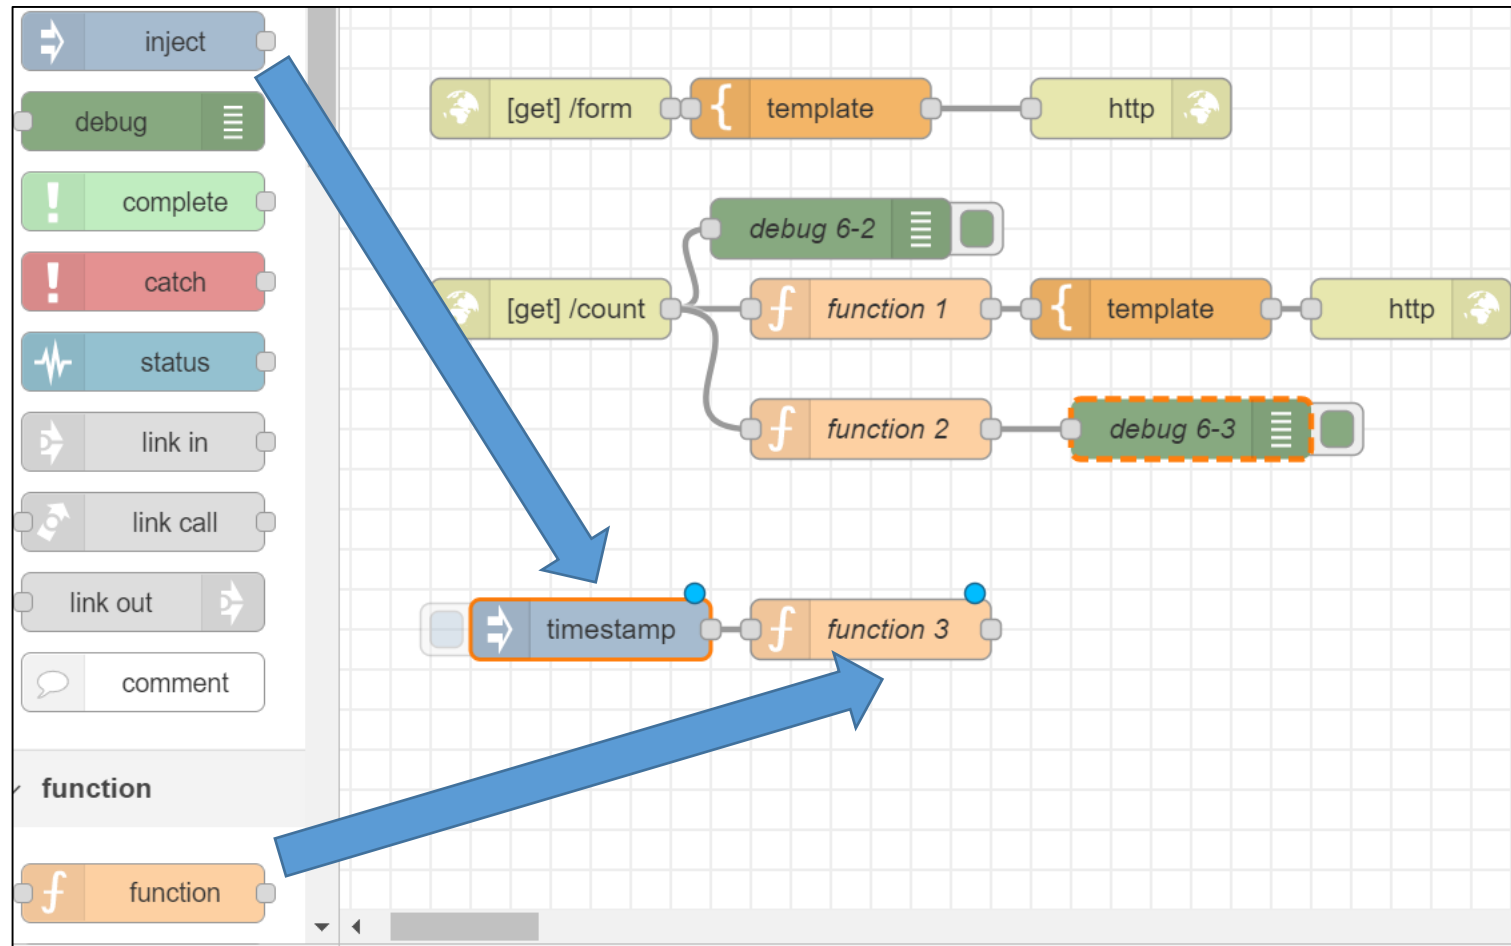 inject
debug
complete
catch
status
link in
link call
link out
comment
function
function
[get] /form
template
http
debug 6-2
[get] /count
function 1
template
http
function 2
debug 6-3
timestamp
function 3